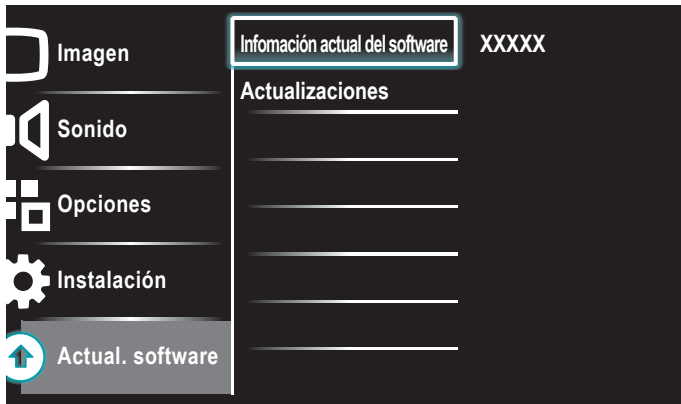 Imagen
Sonido
Opciones
Instalación
Actual. software
Infomación actual del software
XXXXX
Actualizaciones